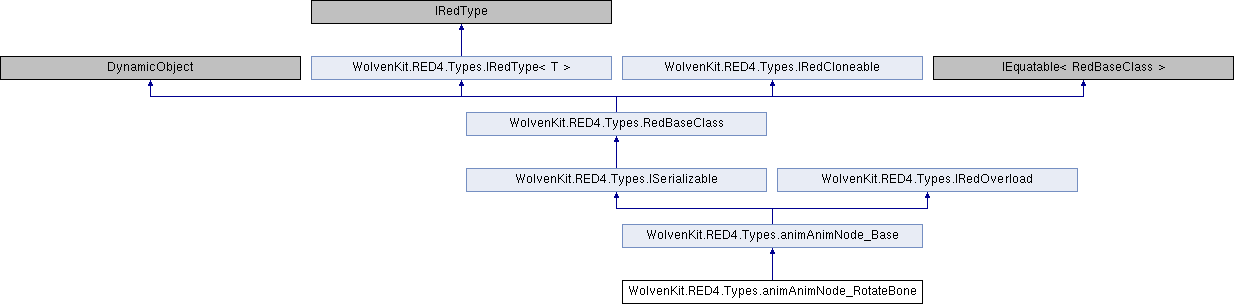 IRedType
DynamicObject
WolvenKit.RED4.Types.IRedType< T >
WolvenKit.RED4.Types.IRedCloneable
IEquatable< RedBaseClass >
WolvenKit.RED4.Types.RedBaseClass
WolvenKit.RED4.Types.ISerializable
WolvenKit.RED4.Types.IRedOverload
WolvenKit.RED4.Types.animAnimNode_Base
WolvenKit.RED4.Types.animAnimNode_RotateBone